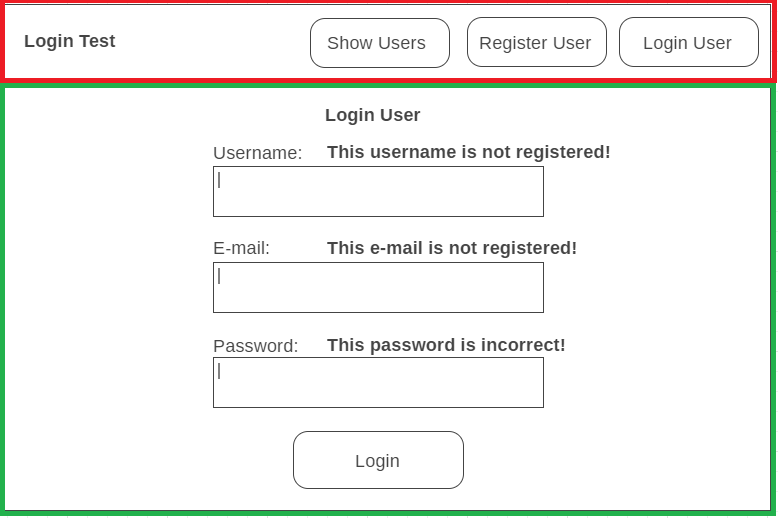 Login Test
Show Users
Register User
Login User
Login User
Username: This username is not registered!
E-mail: This e-mail is not registered!
Password: This password is incorrect!
Login